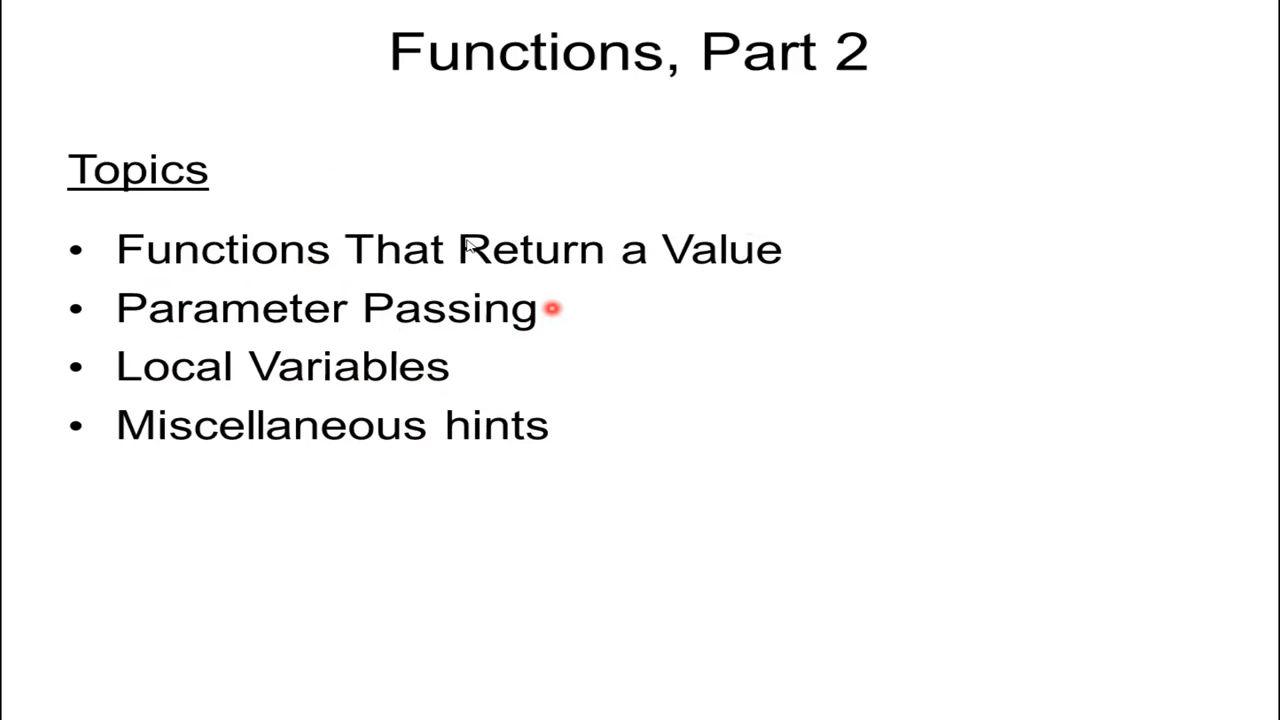 Functions, Part 2
Topics
• Functions That Return a Value
• Parameter Passing
• Local Variables
• Miscellaneous hints